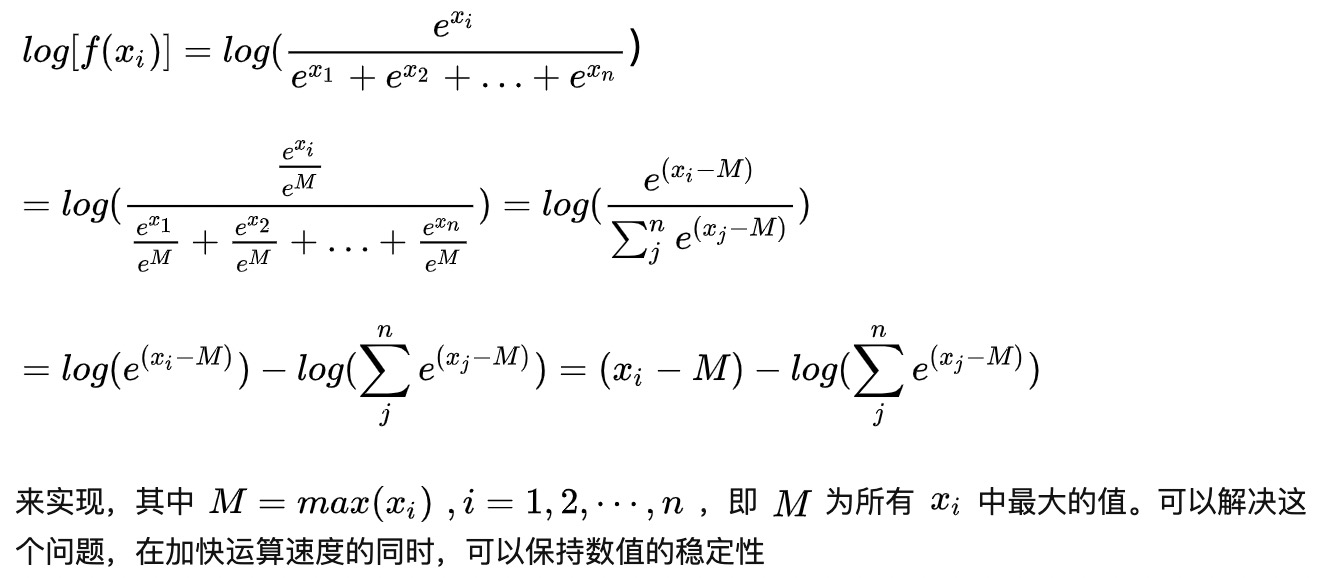 log[f(x_i)] = log(\frac{e^{x_i}}{e^{x_1} + e^{x_2} + \ldots + e^{x_n}})
= log(\frac{\frac{e^{x_i}}{e^M}}{\frac{e^{x_1}}{e^M} + \frac{e^{x_2}}{e^M} + \ldots + \frac{e^{x_n}}{e^M}}) = log(\frac{e^{(x_i-M)}}{\sum_j^n e^{(x_j-M)}})
= log(e^{(x_i-M)}) - log(\sum_j^n e^{(x_j-M)}) = (x_i - M) - log(\sum_j^n e^{(x_j-M)})
来实现，其中 M = max(x_i) , i = 1, 2, \cdots, n ，即 M 为所有 x_i 中最大的值。可以解决这
个问题，在加快运算速度的同时，可以保持数值的稳定性